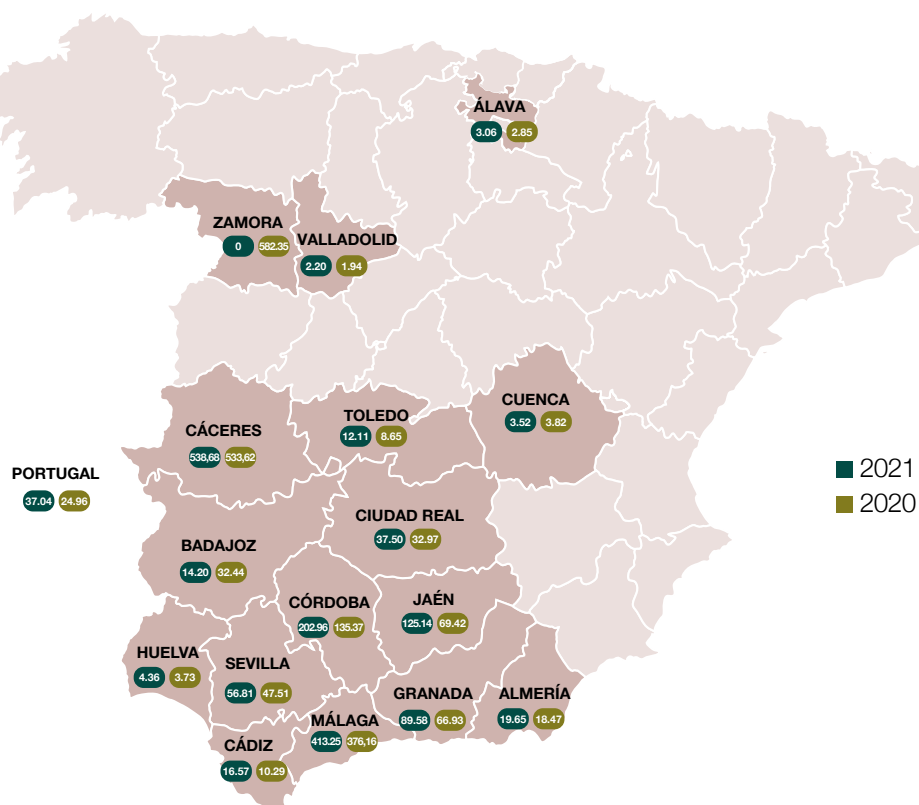 ÁLAVA
3.06 2.85
ZAMORA
0 582.35
VALLADOLID
2.20 1.94
CUENCA
3.52 3.82
TOLEDO
12.11 8.65
CÁCERES
538,68 533,62
PORTUGAL
37.04 24.96
2021
2020
CIUDAD REAL
37.50 32.97
BADAJOZ
14.20 32.44
CÓRDOBA
202.96 135.37
JAÉN
125.14 69.42
HUELVA
4.36 3.73
SEVILLA
56.81 47.51
GRANADA
89.58 66.93
ALMERÍA
19.65 18.47
MÁLAGA
413.25 376,16
CÁDIZ
16.57 10.29